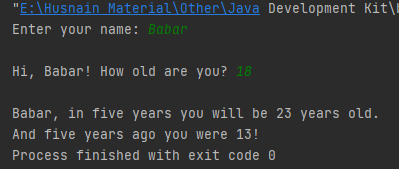 "E:\Husnain Material\Other\Java Development Kit\b
Enter your name: Babar
Hi, Babar! How old are you? 18
Babar, in five years you will be 23 years old.
And five years ago you were 13!
Process finished with exit code 0